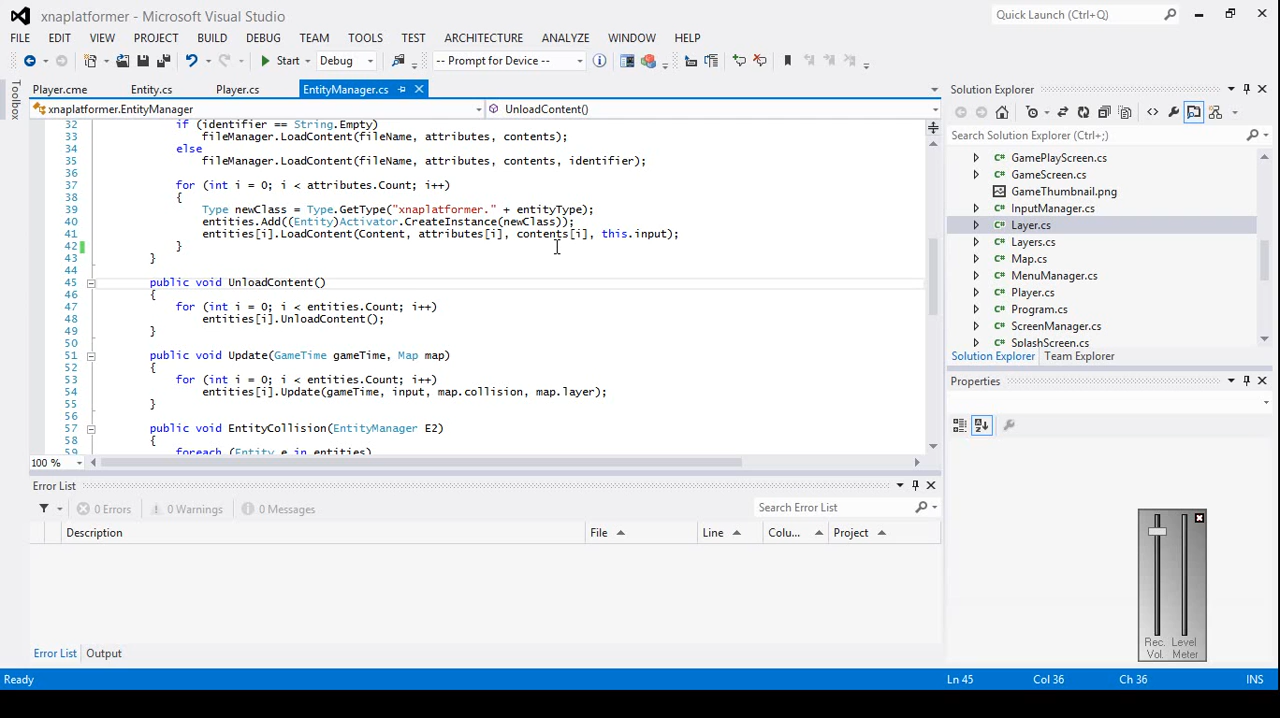 xnaplatformer - Microsoft Visual Studio
Quick Launch (Ctrl+Q)
FILE EDIT VIEW PROJECT BUILD DEBUG TEAM TOOLS TEST ARCHITECTURE ANALYZE WINDOW HELP
Start Debug -- Prompt for Device --
Toolbox
Player.cme Entity.cs Player.cs EntityManager.cs
xnaplatformer.EntityManager UnloadContent()
32 if (identifier == String.Empty)
33 fileManager.LoadContent(fileName, attributes, contents);
34 else
35 fileManager.LoadContent(fileName, attributes, contents, identifier);
36
37 for (int i = 0; i < attributes.Count; i++)
38 {
39 Type newClass = Type.GetType("xnaplatformer." + entityType);
40 entities.Add((Entity)Activator.CreateInstance(newClass));
41 entities[i].LoadContent(Content, attributes[i], contents[i], this.input);
42 }
43 }
44
45 public void UnloadContent()
46 {
47 for (int i = 0; i < entities.Count; i++)
48 entities[i].UnloadContent();
49 }
50
51 public void Update(GameTime gameTime, Map map)
52 {
53 for (int i = 0; i < entities.Count; i++)
54 entities[i].Update(gameTime, input, map.collision, map.layer);
55 }
56
57 public void EntityCollision(EntityManager E2)
58 {
59 foreach (Entity e in entities)
100 %
Solution Explorer
Search Solution Explorer (Ctrl+;)
GamePlayScreen.cs
GameScreen.cs
GameThumbnail.png
InputManager.cs
Layer.cs
Layers.cs
Map.cs
MenuManager.cs
Player.cs
Program.cs
ScreenManager.cs
SplashScreen.cs
Solution Explorer Team Explorer
Properties
Error List
0 Errors 0 Warnings 0 Messages Search Error List
Description File Line Colu... Project
Rec. Vol. Level Meter
Error List Output
Ready Ln 45 Col 36 Ch 36 INS